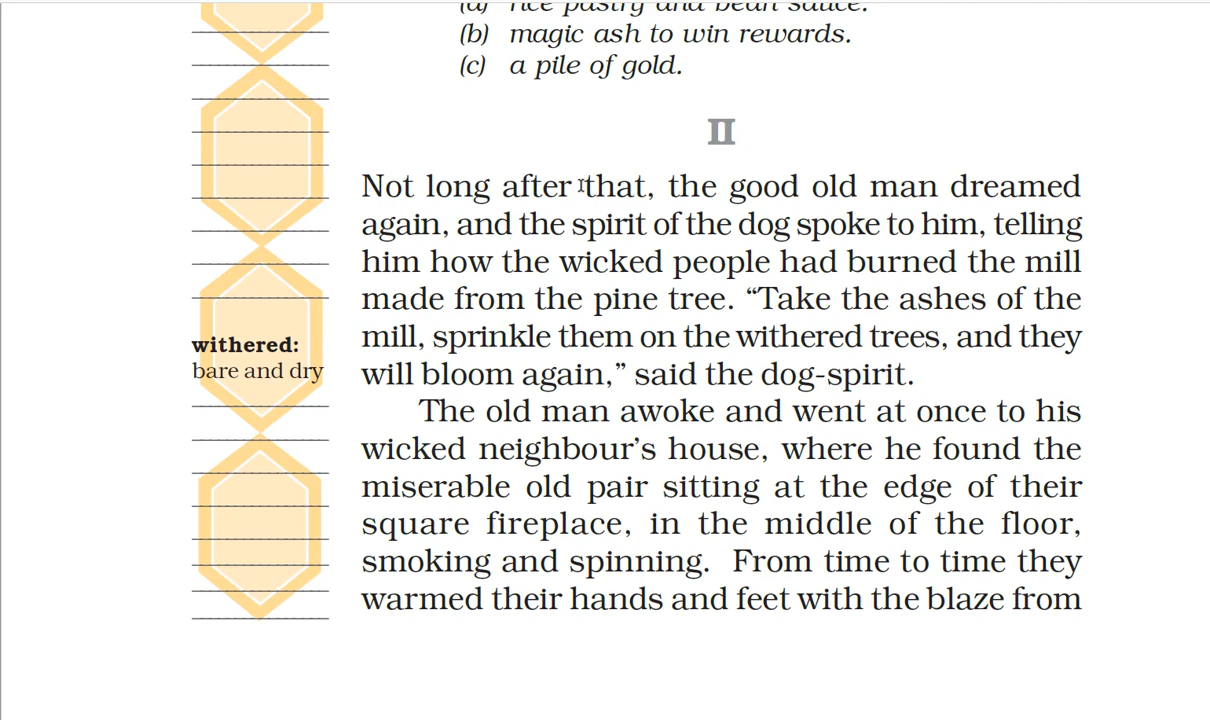 (a) rice pastry and bean sauce.
(b) magic ash to win rewards.
(c) a pile of gold.
II
Not long after that, the good old man dreamed
again, and the spirit of the dog spoke to him, telling
him how the wicked people had burned the mill
made from the pine tree. “Take the ashes of the
mill, sprinkle them on the withered trees, and they
will bloom again,” said the dog-spirit.
withered:
bare and dry
The old man awoke and went at once to his
wicked neighbour’s house, where he found the
miserable old pair sitting at the edge of their
square fireplace, in the middle of the floor,
smoking and spinning. From time to time they
warmed their hands and feet with the blaze from